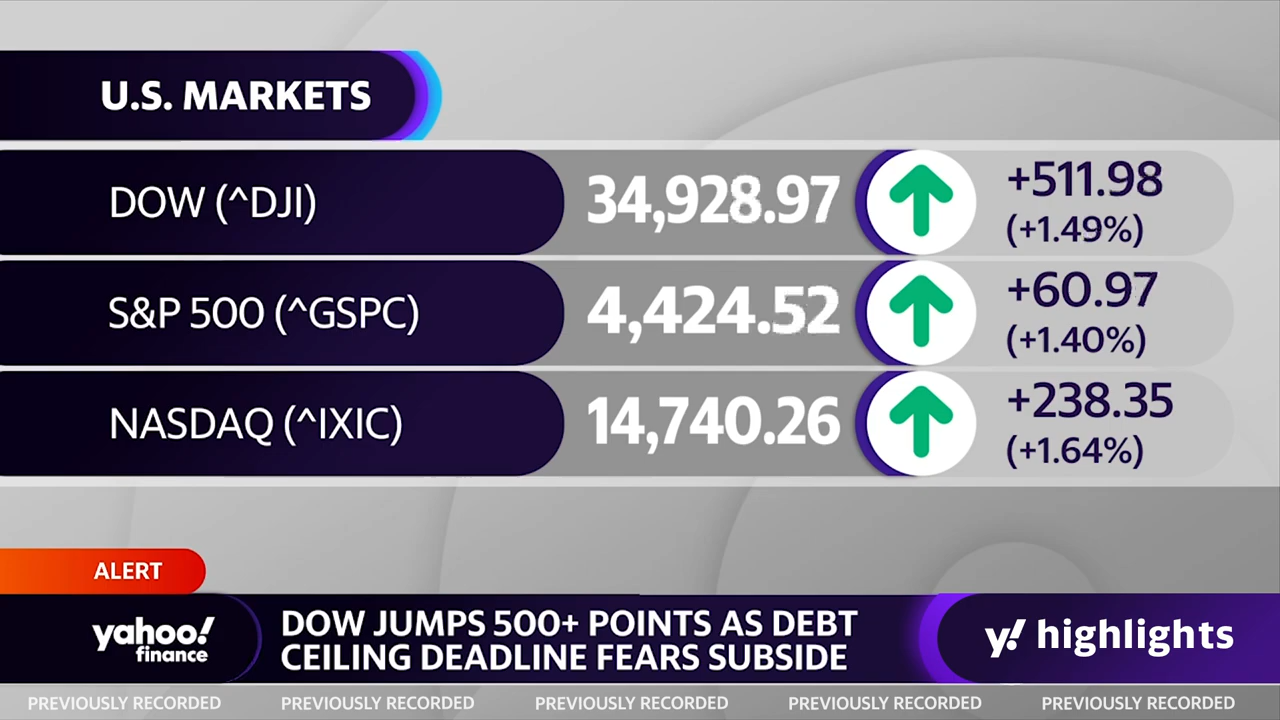 U.S. MARKETS
DOW (^DJI) 34,928.97 +511.98
(+1.49%)
S&P 500 (^GSPC) 4,424.52 +60.97
(+1.40%)
NASDAQ (^IXIC) 14,740.26 +238.35
(+1.64%)
ALERT
yahoo!
finance
DOW JUMPS 500+ POINTS AS DEBT
CEILING DEADLINE FEARS SUBSIDE
y! highlights
PREVIOUSLY RECORDED PREVIOUSLY RECORDED PREVIOUSLY RECORDED PREVIOUSLY RECORDED PREVIOUSLY RECORDED